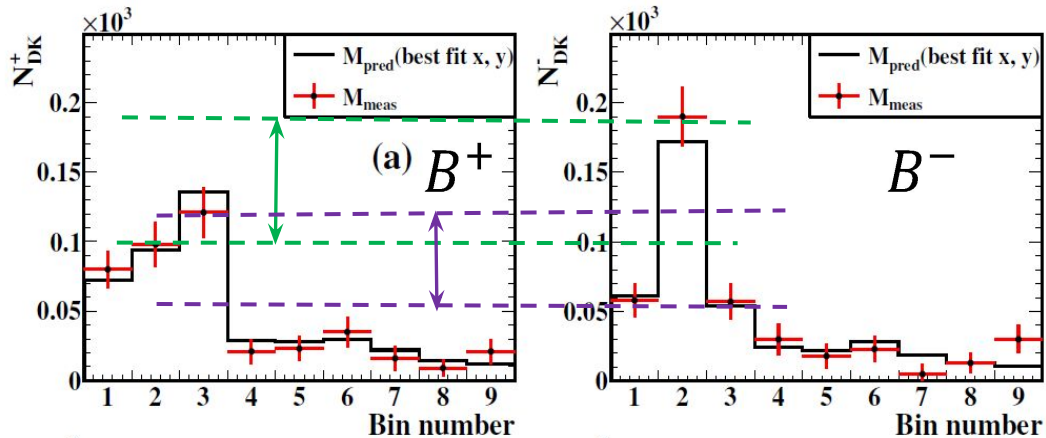 ×10³
N⁺DK
M_pred(best fit x, y)
M_meas
0.2
0.15
0.1
0.05
0
(a)
B⁺
1 2 3 4 5 6 7 8 9
Bin number
×10³
N⁻DK
M_pred(best fit x, y)
M_meas
0.2
0.15
0.1
0.05
0
B⁻
1 2 3 4 5 6 7 8 9
Bin number